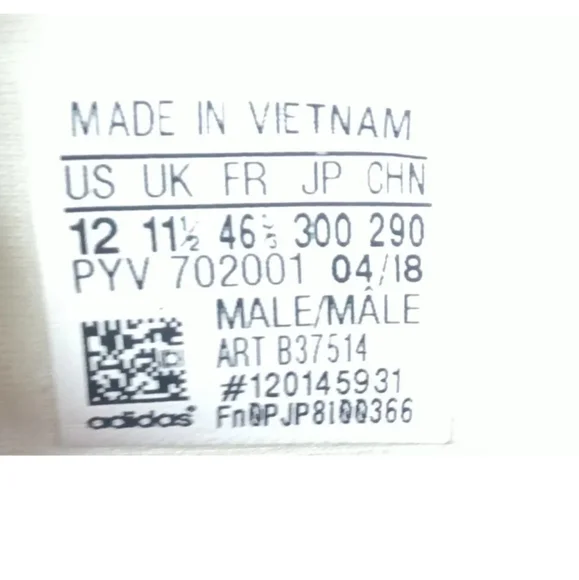 MADE IN VIETNAM
US UK FR JP CHN
12 11½ 46⅔ 300 290
PYV 702001 04/18
MALE/MÂLE
ART B37514
#120145931
adidas